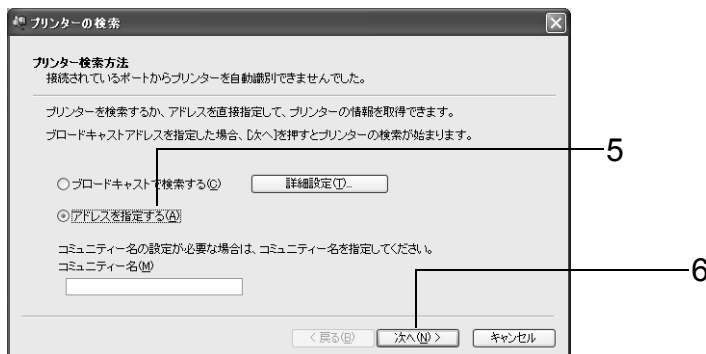 プリンターの検索
プリンター検索方法
接続されているポートからプリンターを自動識別できませんでした。
プリンターを検索するか、アドレスを直接指定して、プリンターの情報を取得できます。
ブロードキャストアドレスを指定した場合、[次へ]を押すとプリンターの検索が始まります。
5
ブロードキャストで検索する(C) 詳細設定(T)...
アドレスを指定する(A)
コミュニティー名の設定が必要な場合は、コミュニティー名を指定してください。
コミュニティー名(M)
6
< 戻る(B) 次へ(N) > キャンセル